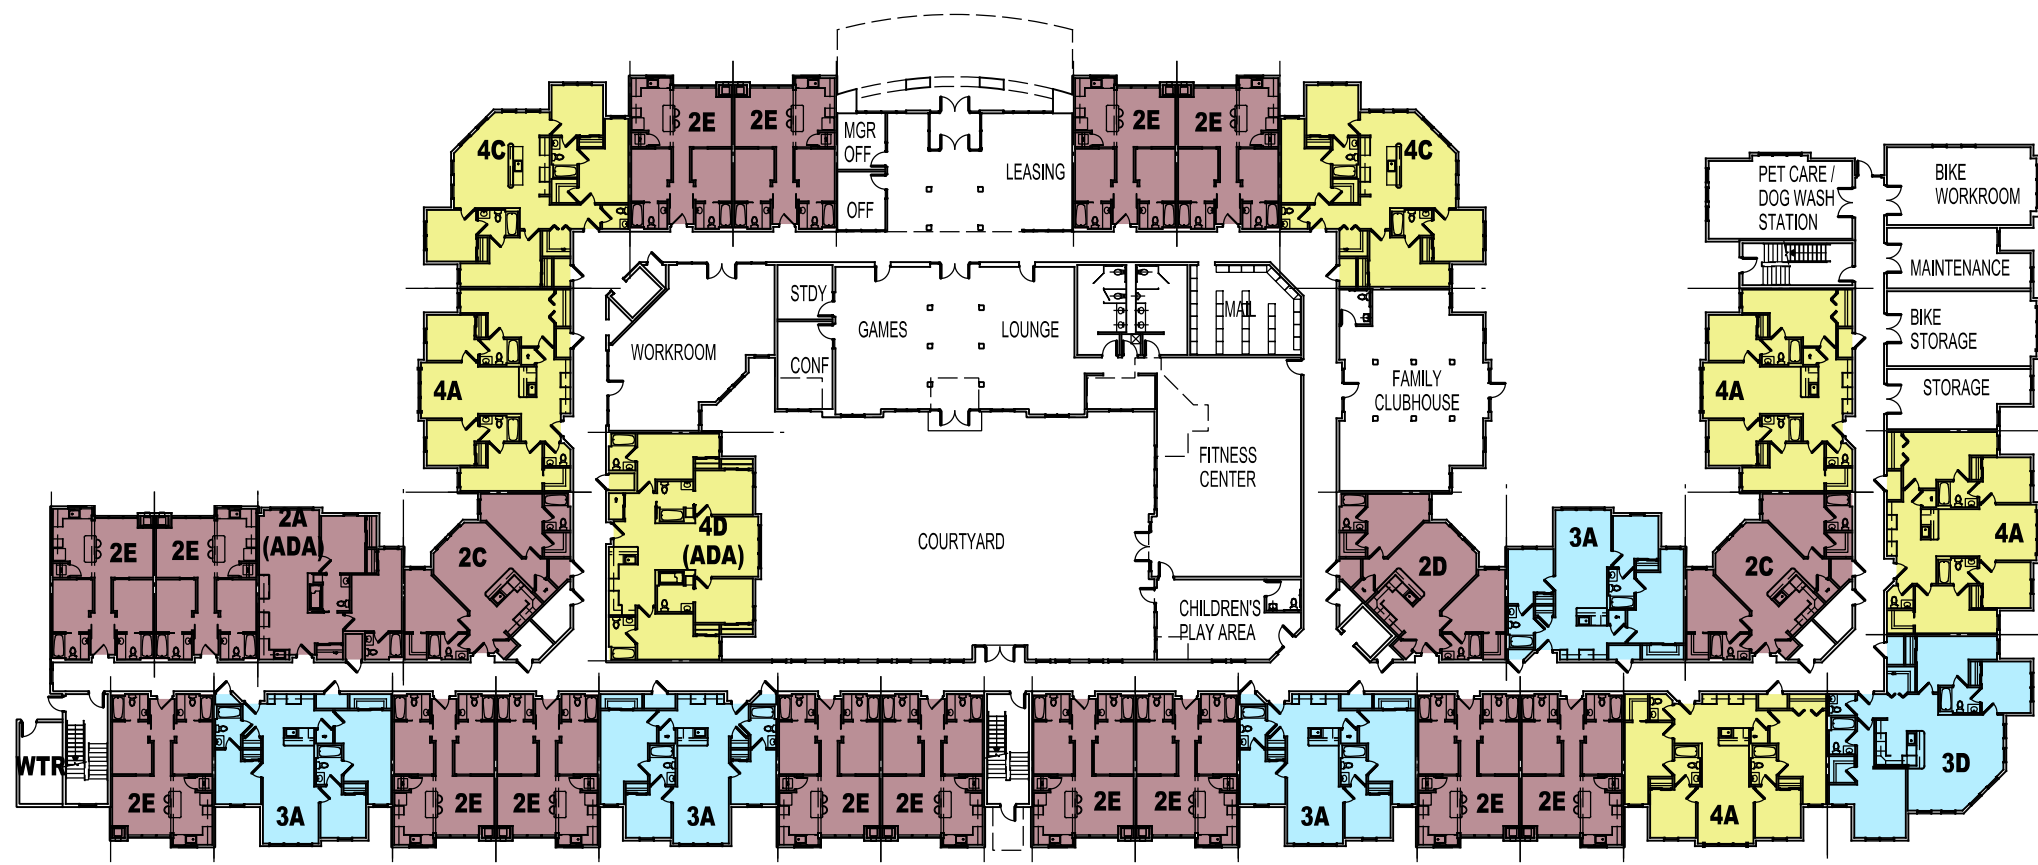 2E
2E
2E
2E
4C
4C
MGR
OFF
OFF
LEASING
PET CARE /
DOG WASH
STATION
BIKE
WORKROOM
MAINTENANCE
STDY
GAMES
LOUNGE
MAIL
BIKE
STORAGE
WORKROOM
CONF
FAMILY
CLUBHOUSE
STORAGE
4A
4A
FITNESS
CENTER
2E
2E
2A
(ADA)
2C
4D
(ADA)
COURTYARD
2D
3A
2C
4A
CHILDREN'S
PLAY AREA
WTR
2E
3A
2E
2E
3A
2E
2E
2E
2E
3A
2E
2E
4A
3D